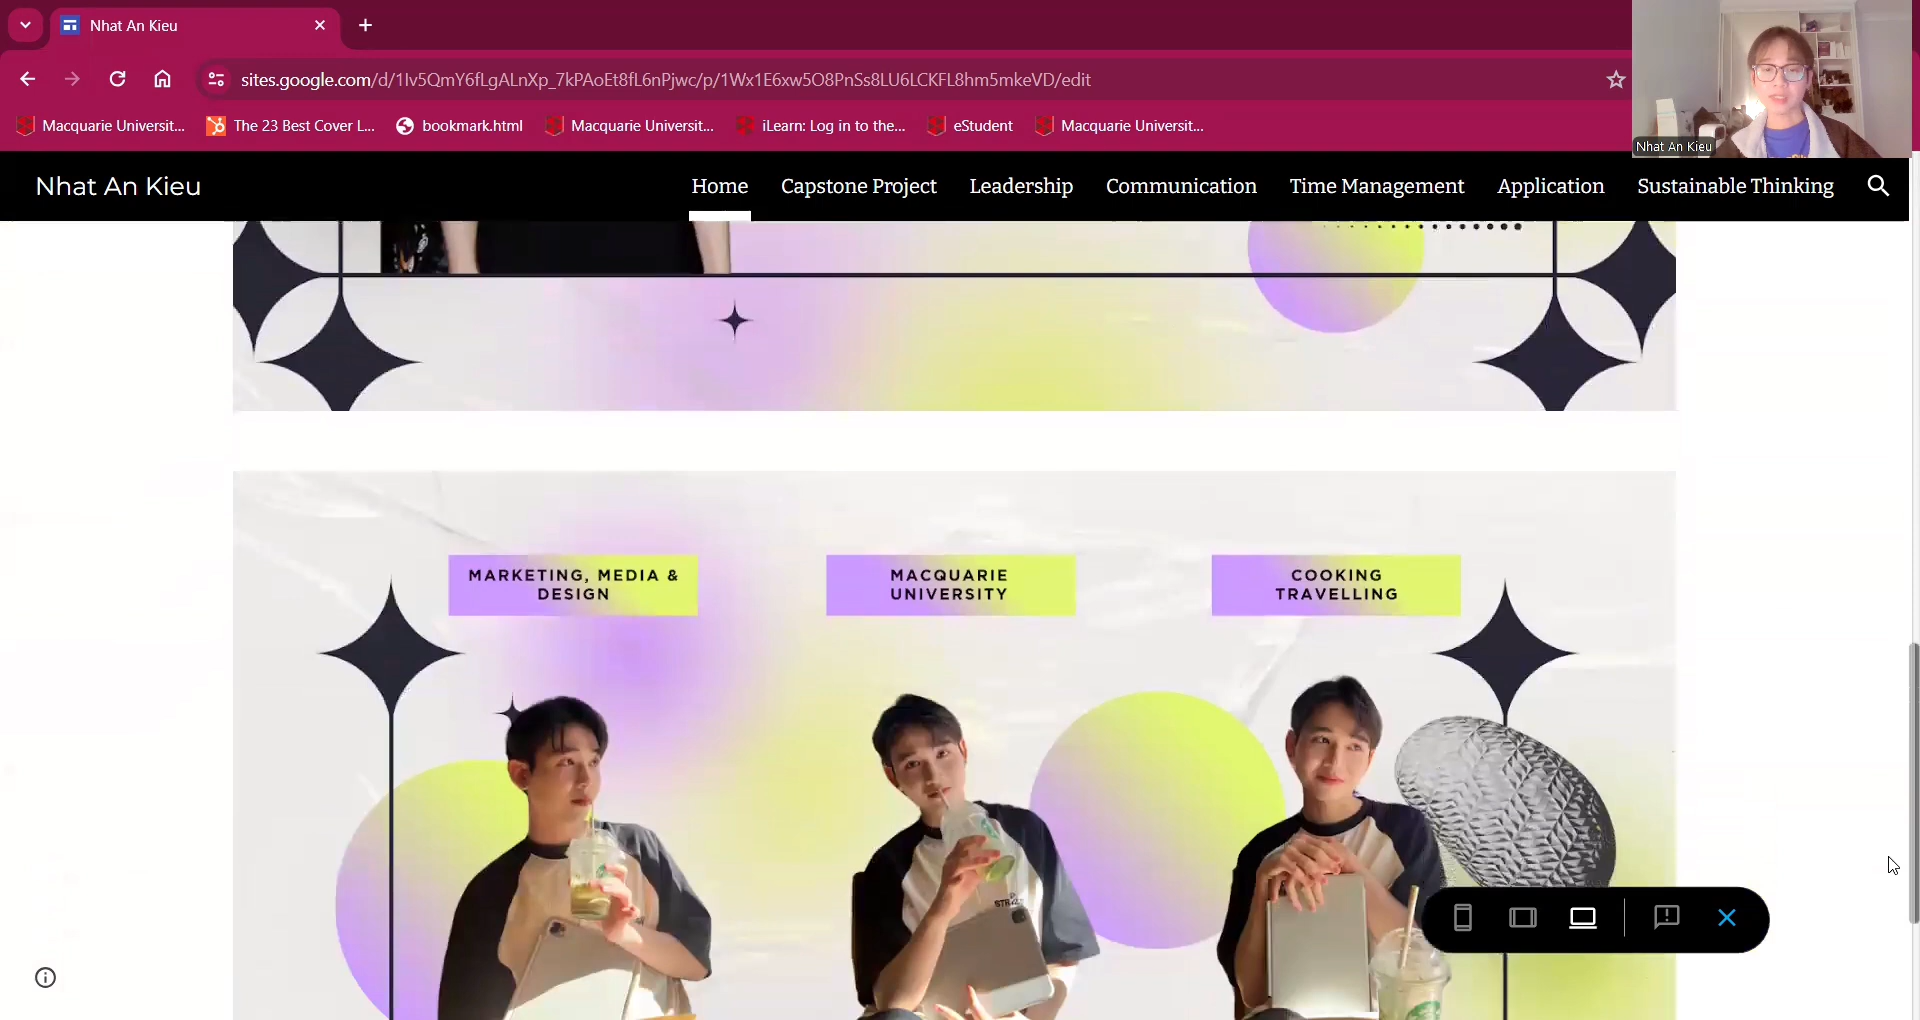 Nhat An Kieu
sites.google.com/d/1lv5QmY6fLgALnXp_7kPAoEt8fL6nPjwc/p/1Wx1E6xw5O8PnSs8LU6LCKFL8hm5mkeVD/edit
Macquarie Universit...
The 23 Best Cover L...
bookmark.html
Macquarie Universit...
iLearn: Log in to the...
eStudent
Macquarie Universit...
Nhat An Kieu
Nhat An Kieu
Home
Capstone Project
Leadership
Communication
Time Management
Application
Sustainable Thinking
MARKETING, MEDIA &
DESIGN
MACQUARIE
UNIVERSITY
COOKING
TRAVELLING